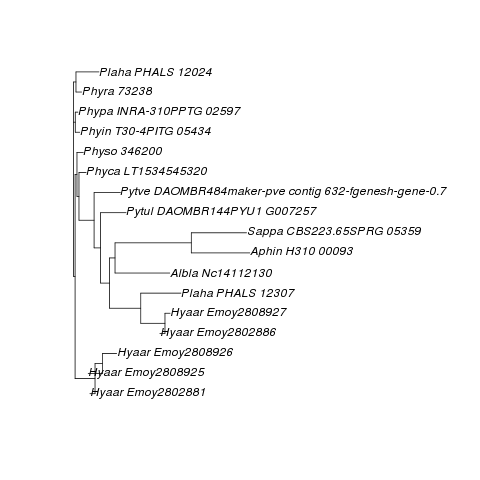 Plaha PHALS 12024
Phyra 73238
Phypa INRA-310PPTG 02597
Phyin T30-4PITG 05434
Physo 346200
Phyca LT1534545320
Pytve DAOMBR484maker-pve contig 632-fgenesh-gene-0.7
Pytul DAOMBR144PYU1 G007257
Sappa CBS223.65SPRG 05359
Aphin H310 00093
Albla Nc14112130
Plaha PHALS 12307
Hyaar Emoy2808927
Hyaar Emoy2802886
Hyaar Emoy2808926
Hyaar Emoy2808925
Hyaar Emoy2802881